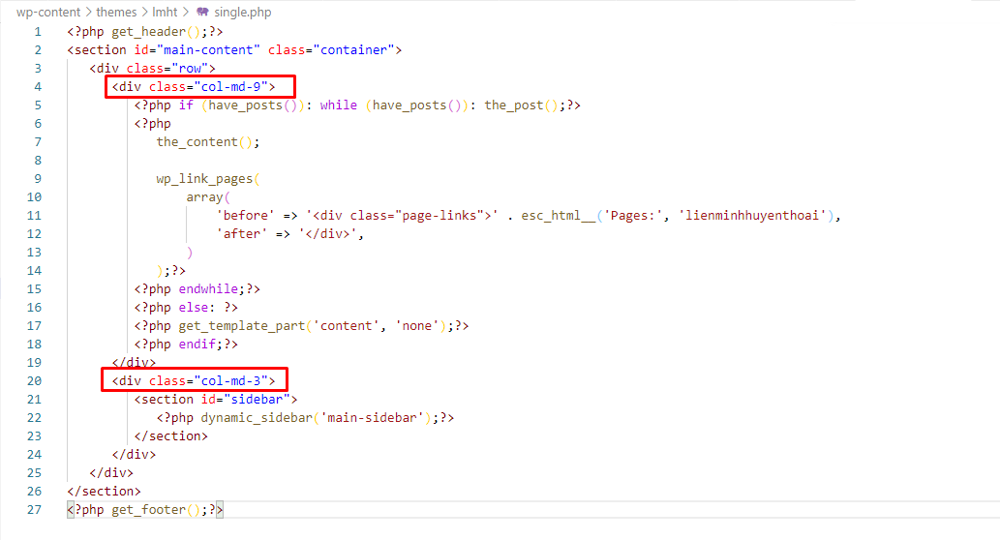 wp-content > themes > lmht > single.php
1 <?php get_header();?>
2 <section id="main-content" class="container">
3 <div class="row">
4 <div class="col-md-9">
5 <?php if (have_posts()): while (have_posts()): the_post();?>
6 <?php
7 the_content();
8
9 wp_link_pages(
10 array(
11 'before' => '<div class="page-links">' . esc_html__('Pages:', 'lienminhhuyenthoai'),
12 'after' => '</div>',
13 )
14 );?>
15 <?php endwhile;?>
16 <?php else: ?>
17 <?php get_template_part('content', 'none');?>
18 <?php endif;?>
19 </div>
20 <div class="col-md-3">
21 <section id="sidebar">
22 <?php dynamic_sidebar('main-sidebar');?>
23 </section>
24 </div>
25 </div>
26 </section>
27 <?php get_footer();?>